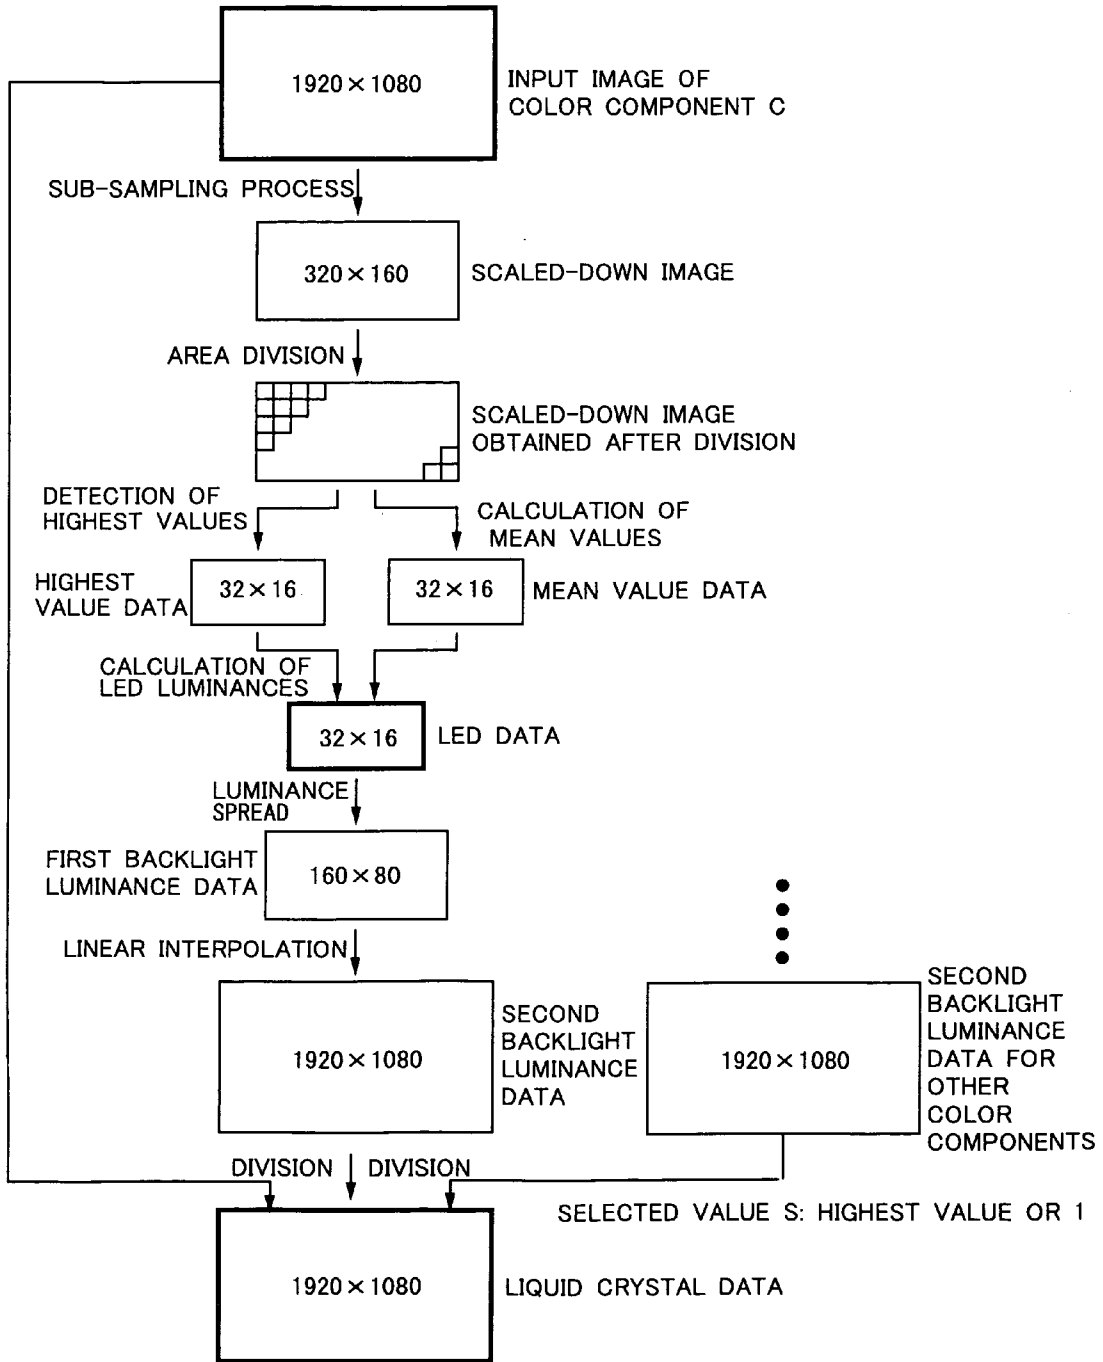 1920×1080
INPUT IMAGE OF
COLOR COMPONENT C
SUB-SAMPLING PROCESS
320×160
SCALED-DOWN IMAGE
AREA DIVISION
SCALED-DOWN IMAGE
OBTAINED AFTER DIVISION
DETECTION OF
HIGHEST VALUES
CALCULATION OF
MEAN VALUES
HIGHEST
VALUE DATA
32×16
32×16
MEAN VALUE DATA
CALCULATION OF
LED LUMINANCES
32×16
LED DATA
LUMINANCE
SPREAD
FIRST BACKLIGHT
LUMINANCE DATA
160×80
LINEAR INTERPOLATION
1920×1080
SECOND
BACKLIGHT
LUMINANCE
DATA
1920×1080
SECOND
BACKLIGHT
LUMINANCE
DATA FOR
OTHER
COLOR
COMPONENTS
DIVISION
DIVISION
SELECTED VALUE S: HIGHEST VALUE OR 1
1920×1080
LIQUID CRYSTAL DATA